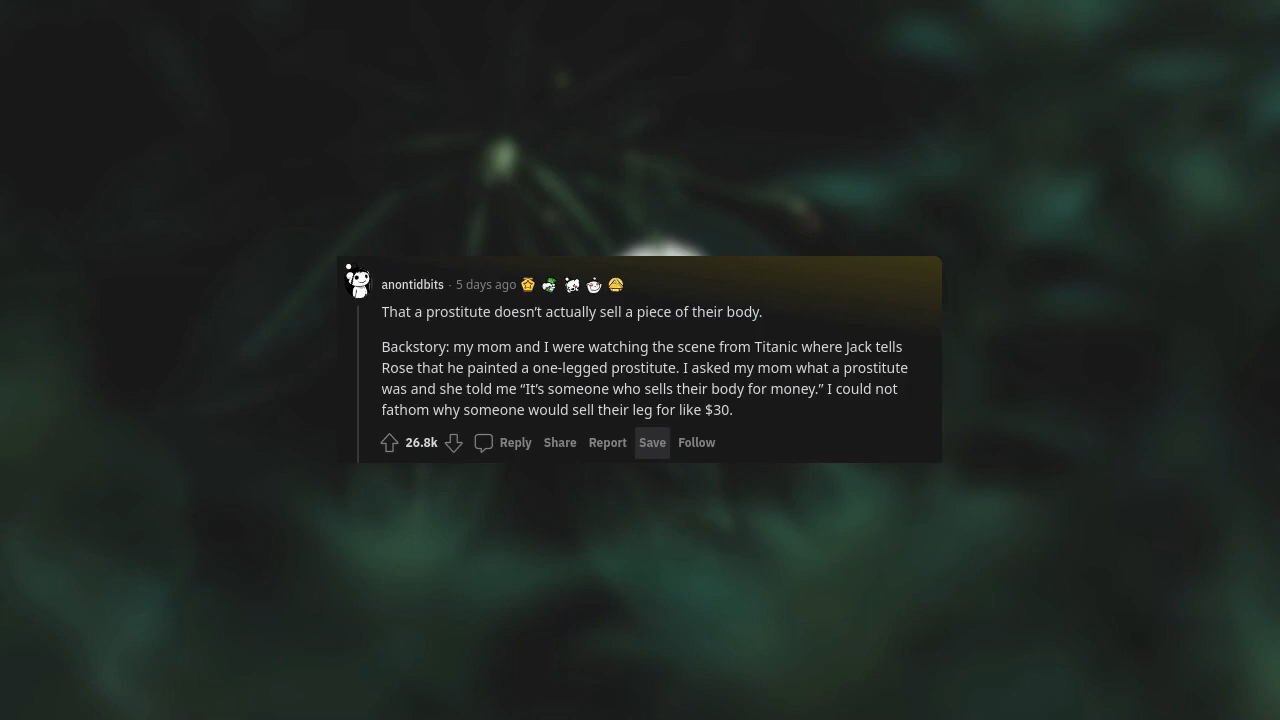 anontidbits · 5 days ago
That a prostitute doesn’t actually sell a piece of their body.
Backstory: my mom and I were watching the scene from Titanic where Jack tells
Rose that he painted a one-legged prostitute. I asked my mom what a prostitute
was and she told me “It’s someone who sells their body for money.” I could not
fathom why someone would sell their leg for like $30.
26.8k Reply Share Report Save Follow